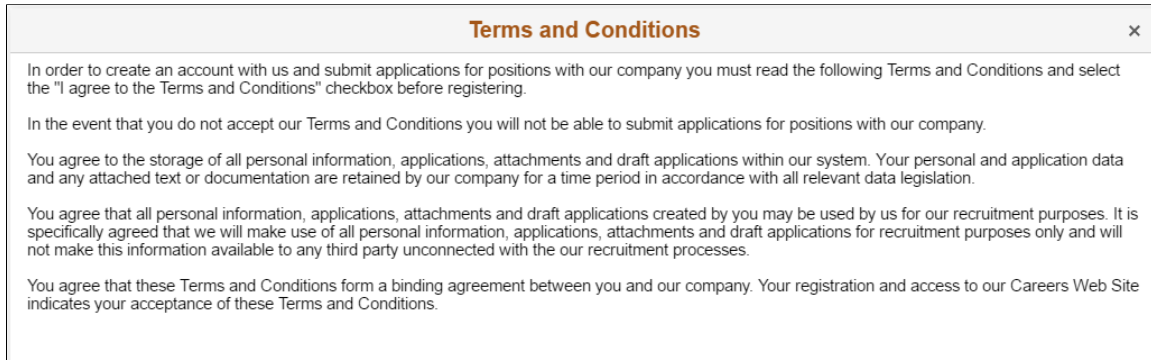 Terms and Conditions ×
In order to create an account with us and submit applications for positions with our company you must read the following Terms and Conditions and select
the "I agree to the Terms and Conditions" checkbox before registering.
In the event that you do not accept our Terms and Conditions you will not be able to submit applications for positions with our company.
You agree to the storage of all personal information, applications, attachments and draft applications within our system. Your personal and application data
and any attached text or documentation are retained by our company for a time period in accordance with all relevant data legislation.
You agree that all personal information, applications, attachments and draft applications created by you may be used by us for our recruitment purposes. It is
specifically agreed that we will make use of all personal information, applications, attachments and draft applications for recruitment purposes only and will
not make this information available to any third party unconnected with the our recruitment processes.
You agree that these Terms and Conditions form a binding agreement between you and our company. Your registration and access to our Careers Web Site
indicates your acceptance of these Terms and Conditions.